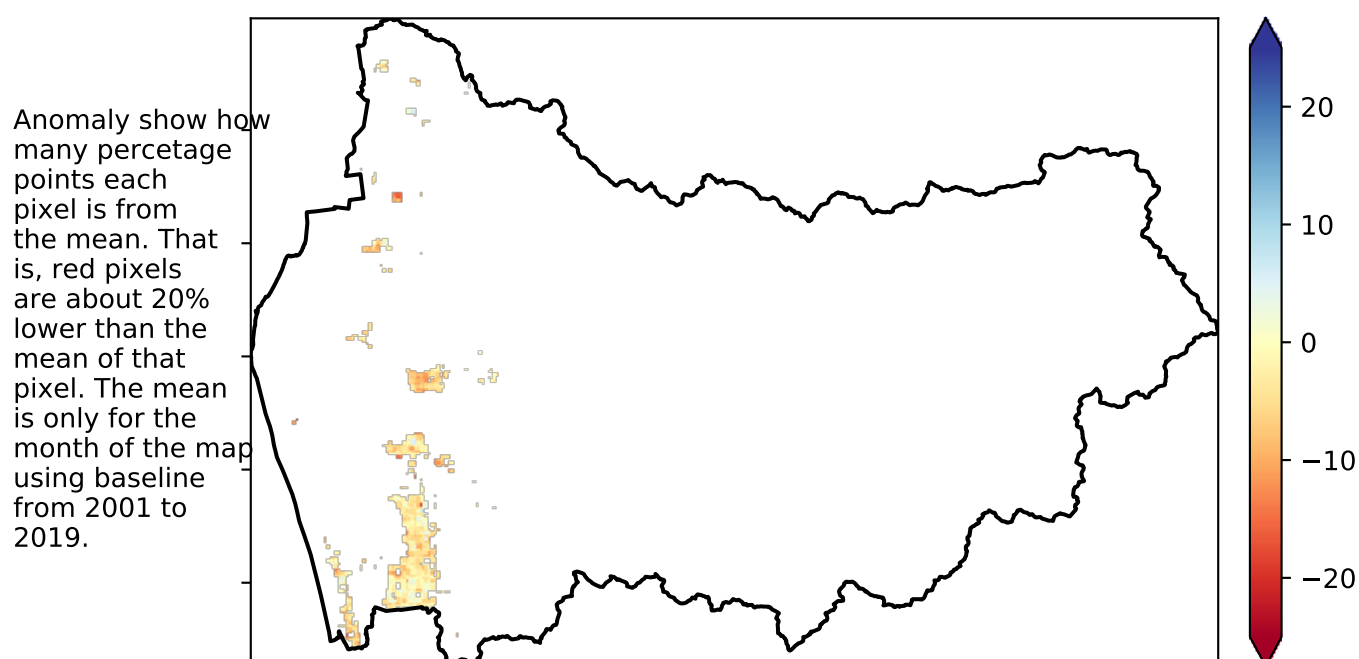 Anomaly show how
many percetage
points each
pixel is from
the mean. That
is, red pixels
are about 20%
lower than the
mean of that
pixel. The mean
is only for the
month of the map
using baseline
from 2001 to
2019.
20
10
0
−10
−20